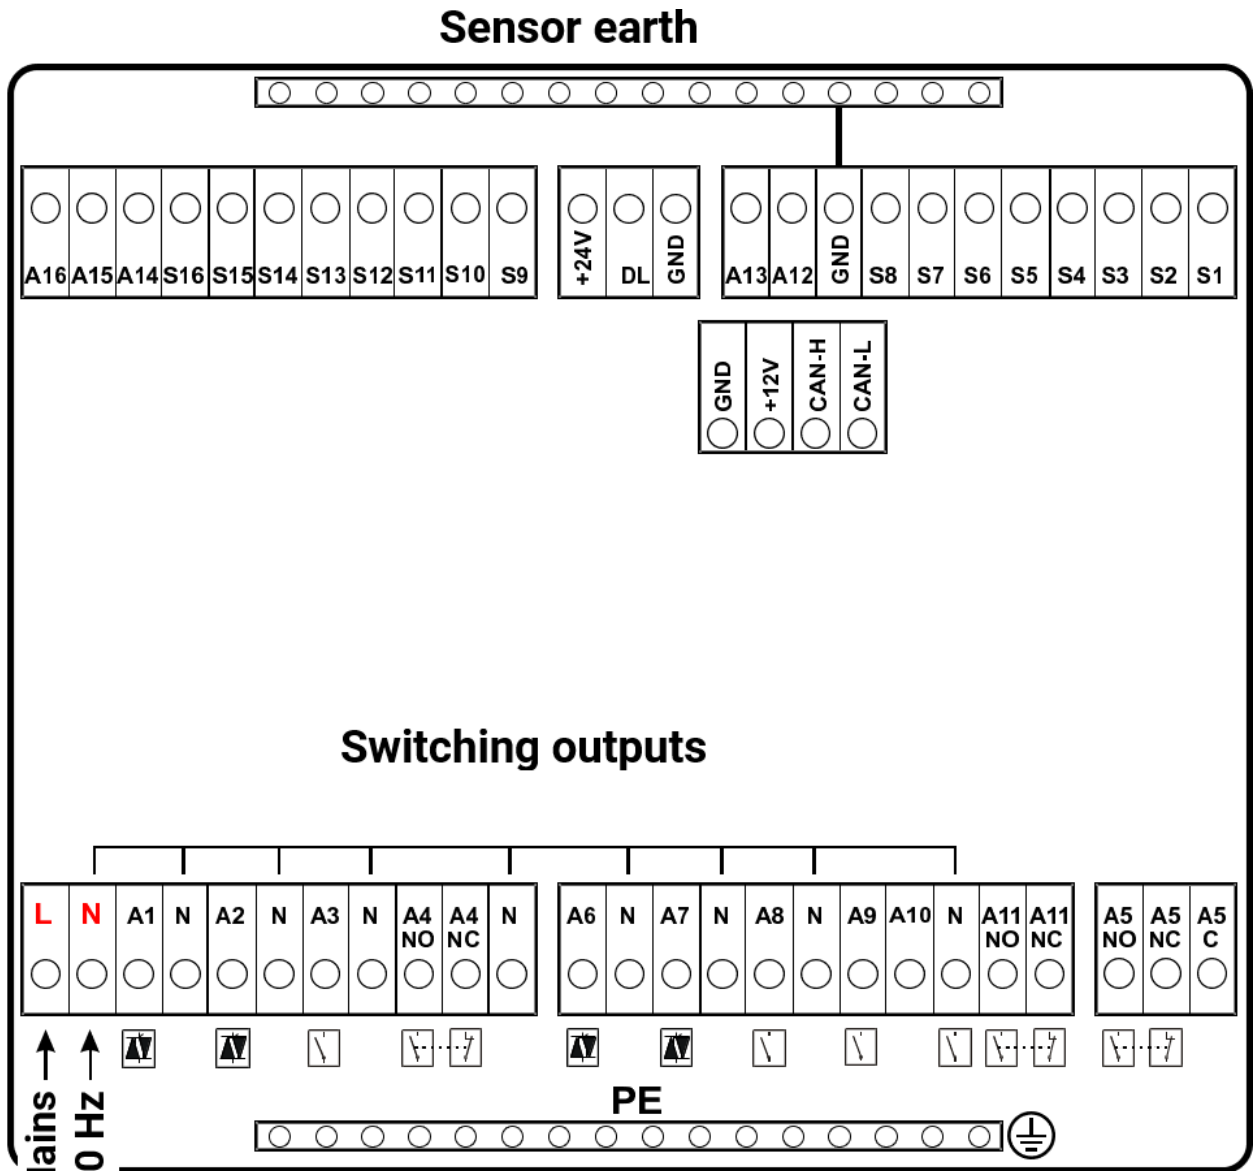 Sensor earth
A16 A15 A14 S16 S15 S14 S13 S12 S11 S10 S9 +24V DL GND A13 A12 GND S8 S7 S6 S5 S4 S3 S2 S1
GND +12V CAN-H CAN-L
Switching outputs
L N A1 N A2 N A3 N A4 NO A4 NC N A6 N A7 N A8 N A9 A10 N A11 NO A11 NC A5 NO A5 NC A5 C
PE
0 Hz